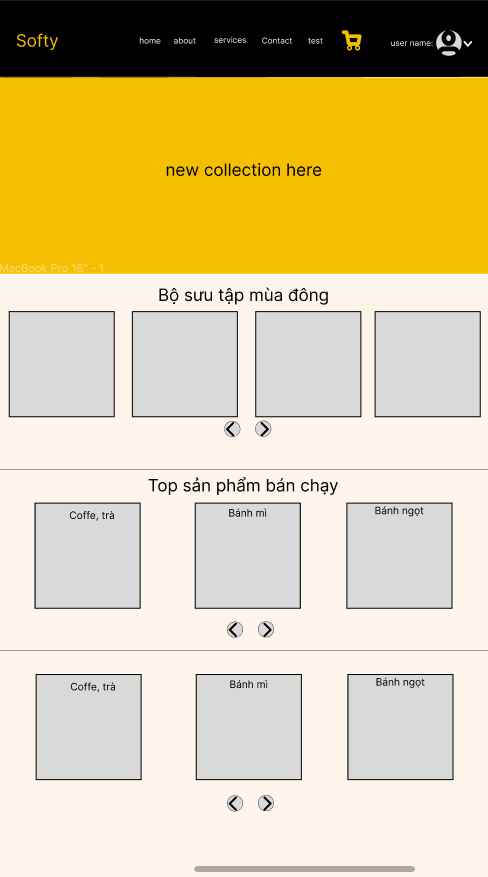 Softy
home about services Contact test
user name:
new collection here
MacBook Pro 16" - 1
Bộ sưu tập mùa đông
Top sản phẩm bán chạy
Coffe, trà
Bánh mì
Bánh ngọt
Coffe, trà
Bánh mì
Bánh ngọt